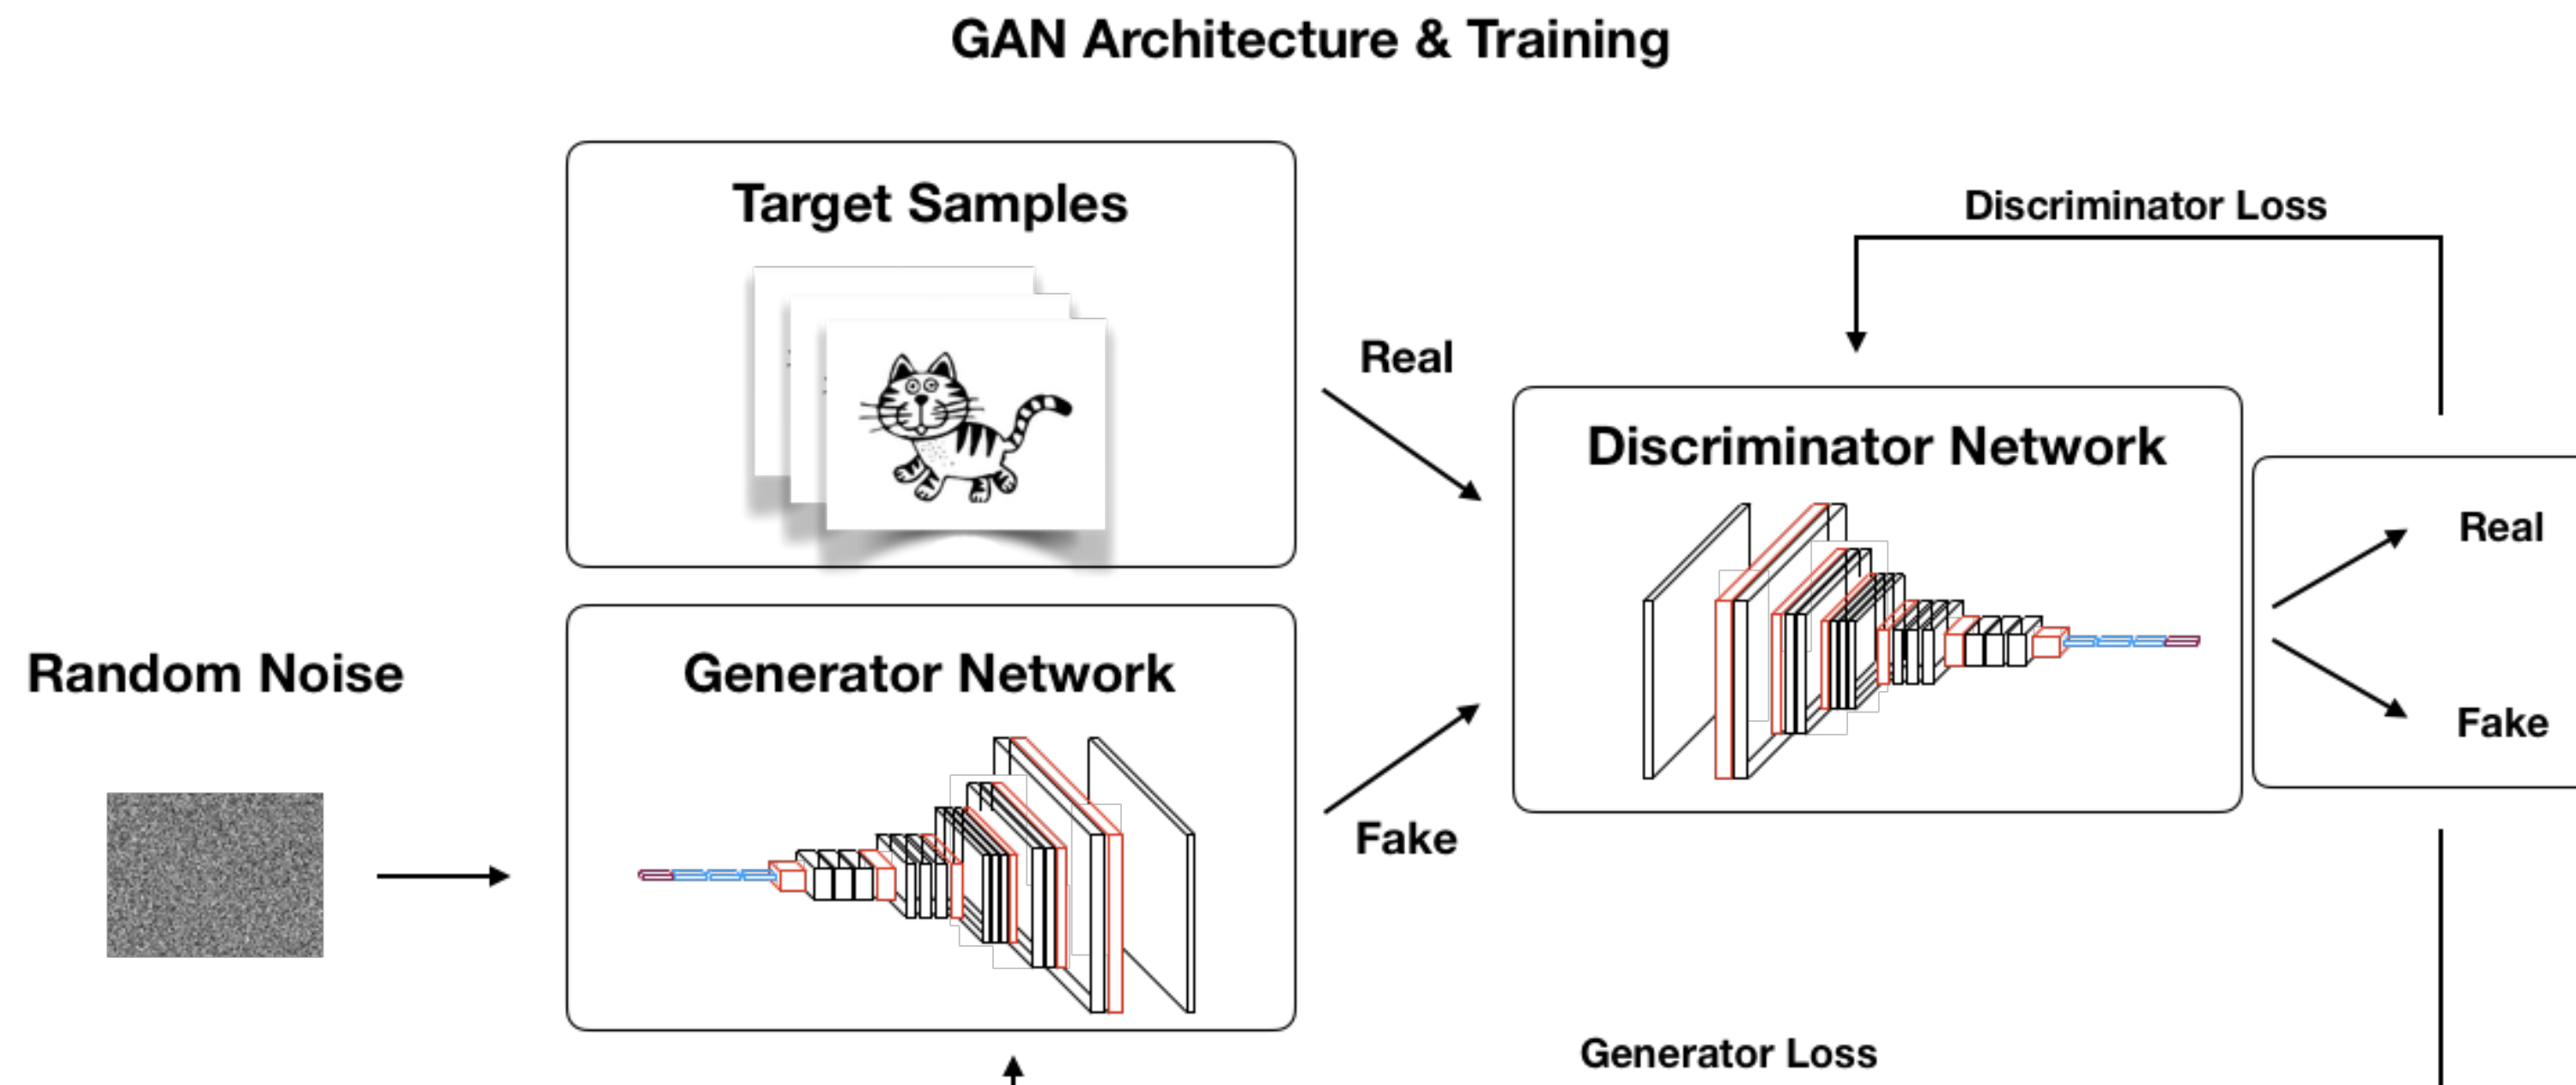 GAN Architecture & Training
Target Samples
Discriminator Loss
Real
Discriminator Network
Real
Random Noise
Generator Network
Fake
Fake
Generator Loss